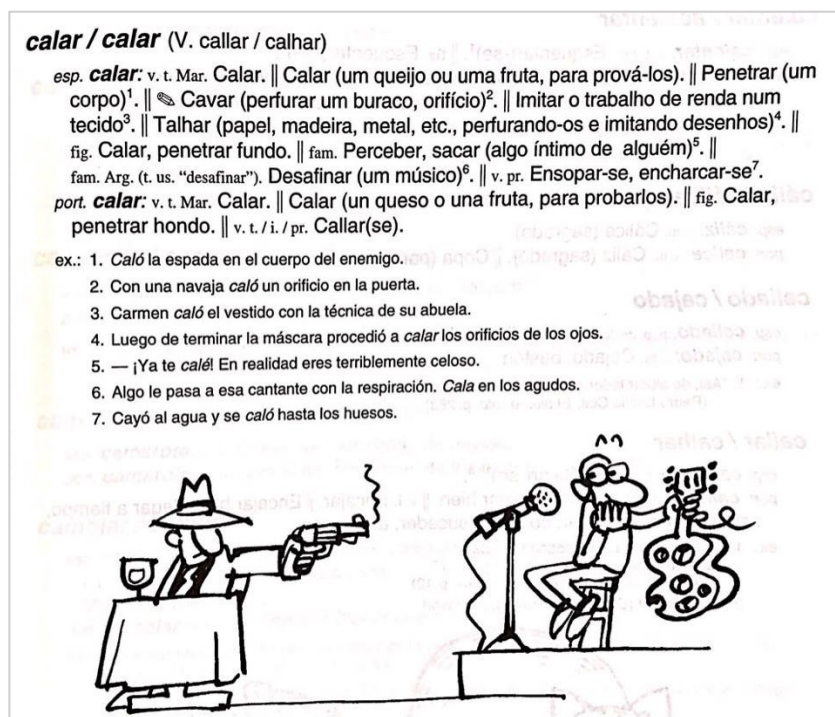 calar / calar (V. callar / calhar)
esp. calar: v. t. Mar. Calar. || Calar (um queijo ou uma fruta, para prová-los). || Penetrar (um
corpo)¹. || ✎ Cavar (perfurar um buraco, orifício)². || Imitar o trabalho de renda num
tecido³. || Talhar (papel, madeira, metal, etc., perfurando-os e imitando desenhos)⁴. ||
fig. Calar, penetrar fundo. || fam. Perceber, sacar (algo íntimo de alguém)⁵. ||
fam. Arg. (t. us. “desafinar”). Desafinar (um músico)⁶. || v. pr. Ensopar-se, encharcar-se⁷.
port. calar: v. t. Mar. Calar. || Calar (un queso o una fruta, para probarlos). || fig. Calar,
penetrar hondo. || v. t. / i. / pr. Callar(se).
ex.: 1. Caló la espada en el cuerpo del enemigo.
2. Con una navaja caló un orificio en la puerta.
3. Carmen caló el vestido con la técnica de su abuela.
4. Luego de terminar la máscara procedió a calar los orificios de los ojos.
5. — ¡Ya te calé! En realidad eres terriblemente celoso.
6. Algo le pasa a esa cantante con la respiración. Cala en los agudos.
7. Cayó al agua y se caló hasta los huesos.